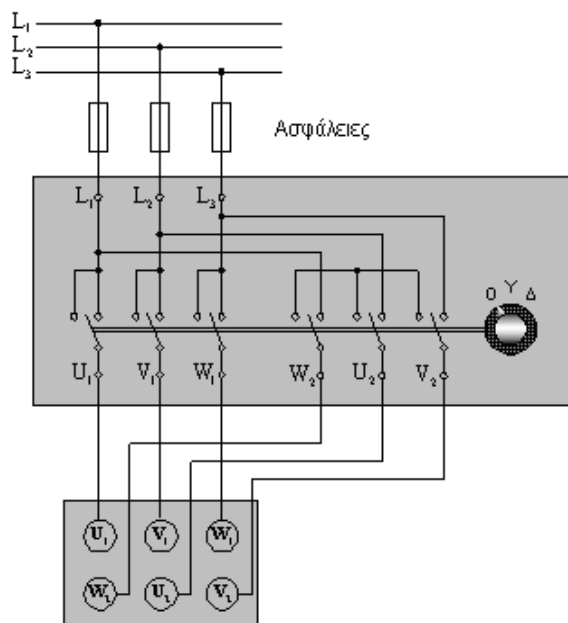 L₁
L₂
L₃
Ασφάλειες
L₁ L₂ L₃
Ο Υ Δ
U₁ V₁ W₁ W₂ U₂ V₂
U₁ V₁ W₁
W₂ U₂ V₂